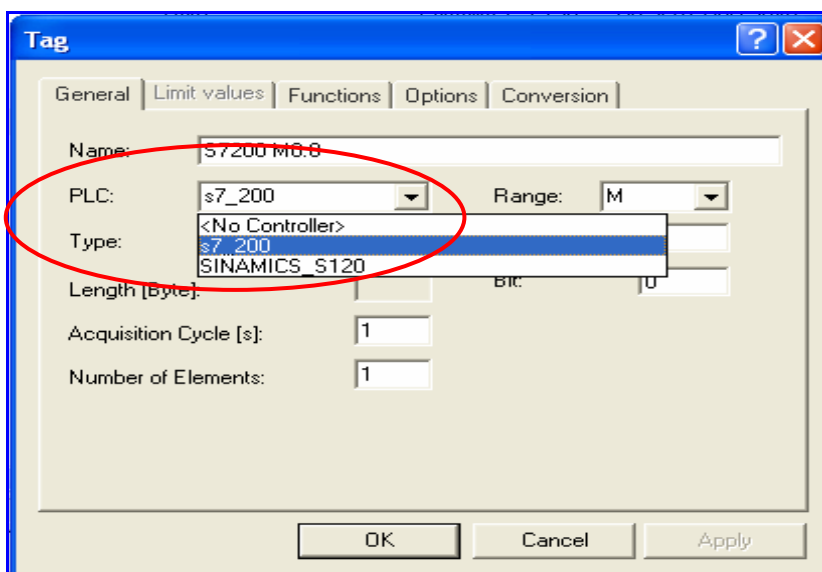 Tag
General Limit values Functions Options Conversion
Name: S7200 M0.0
PLC: s7_200 Range: M
<No Controller>
Type: s7_200
SINAMICS_S120
Length [Byte]: Bit: 0
Acquisition Cycle [s]: 1
Number of Elements: 1
OK Cancel Apply